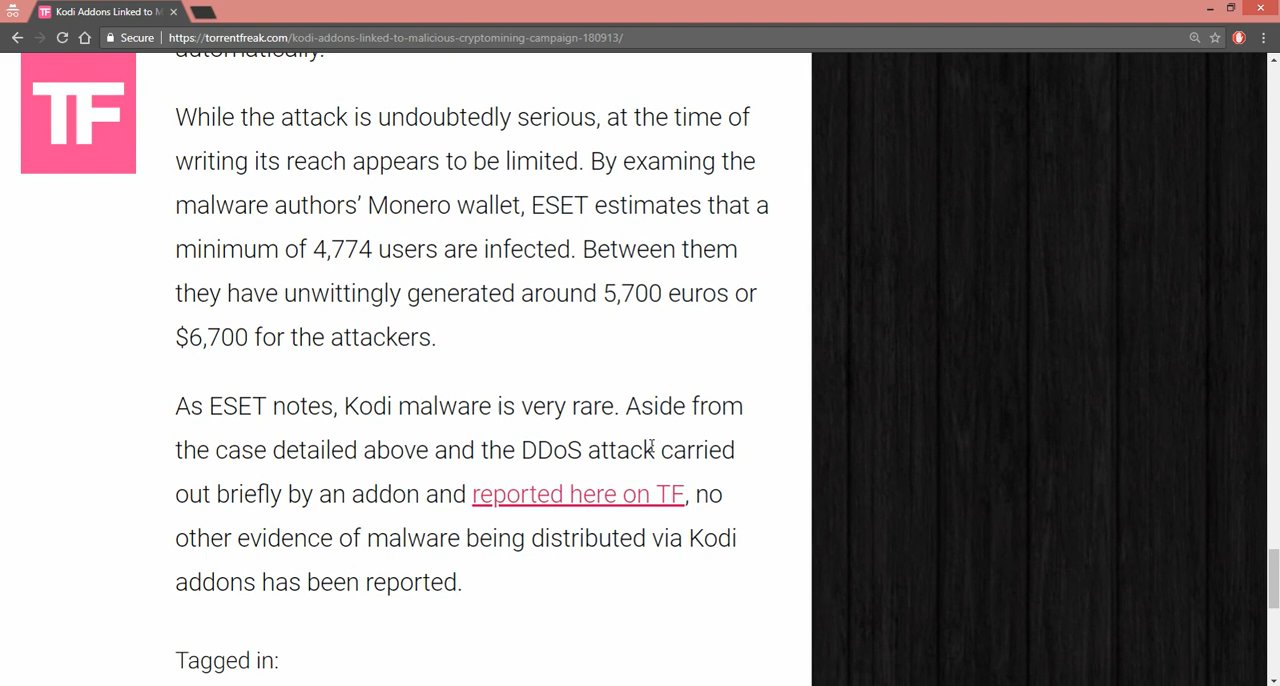 Kodi Addons Linked to M
Secure
https://torrentfreak.com/kodi-addons-linked-to-malicious-cryptomining-campaign-180913/
automatically.
TF
While the attack is undoubtedly serious, at the time of
writing its reach appears to be limited. By examining the
malware authors’ Monero wallet, ESET estimates that a
minimum of 4,774 users are infected. Between them
they have unwittingly generated around 5,700 euros or
$6,700 for the attackers.
As ESET notes, Kodi malware is very rare. Aside from
the case detailed above and the DDoS attack carried
out briefly by an addon and reported here on TF, no
other evidence of malware being distributed via Kodi
addons has been reported.
Tagged in: